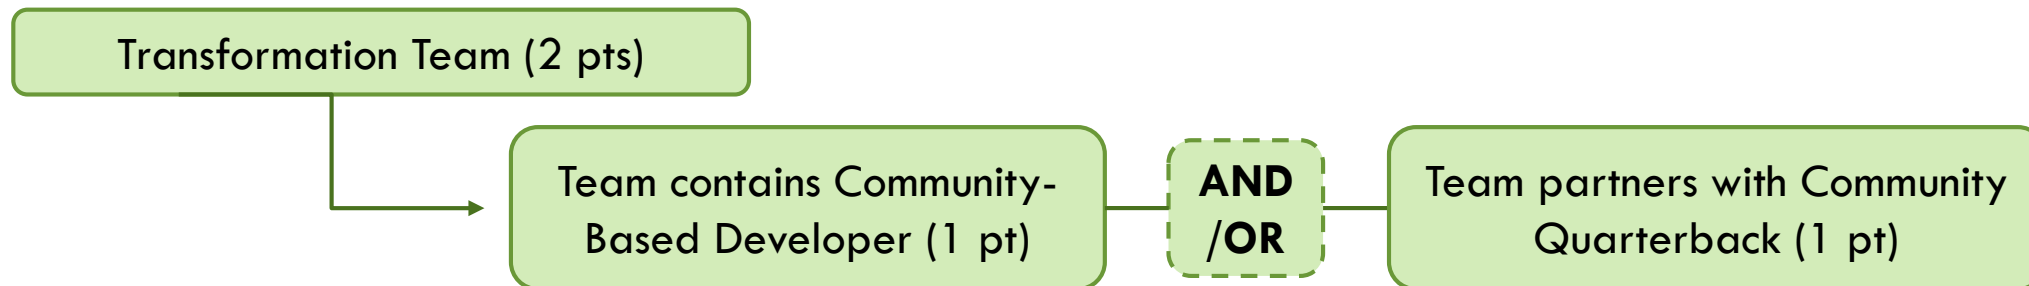 Transformation Team (2 pts)
Team contains Community-
Based Developer (1 pt)
AND
/OR
Team partners with Community
Quarterback (1 pt)